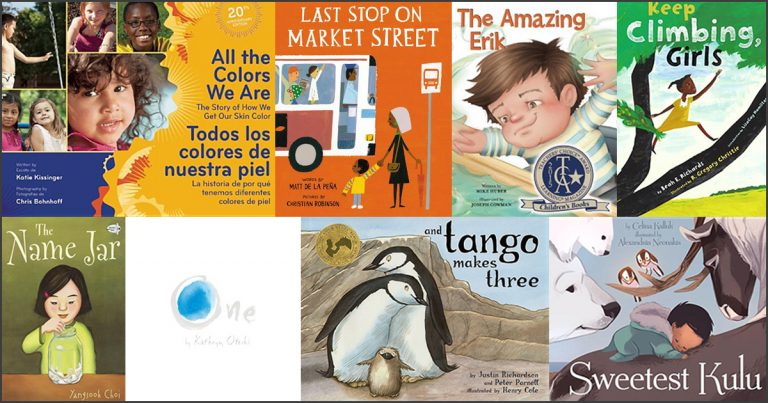 20th
ANNIVERSARY
EDITION
All the
Colors
We Are
The Story of How We
Get Our Skin Color
Todos los
colores de
nuestra piel
La historia de por qué
tenemos diferentes
colores de piel
Written by
Escrito de
Katie Kissinger
Photography by
Fotografías de
Chris Bohnhoff
LAST STOP ON
MARKET STREET
WORDS BY
MATT DE LA PEÑA
PICTURES BY
CHRISTIAN ROBINSON
The Amazing
Erik
Written by
MIKE HUBER
Illustrated by
JOSEPH COWMAN
Children's Books
Keep
Climbing,
Girls
by Beah E. Richards
Illustrated by R. Gregory Christie
The
Name Jar
Yangsook Choi
One
by Kathryn Otoshi
and tango
makes
three
by Justin Richardson
and Peter Parnell
illustrated by Henry Cole
by Celina Kalluk
illustrated by
Alexandria Neonakis
Sweetest Kulu